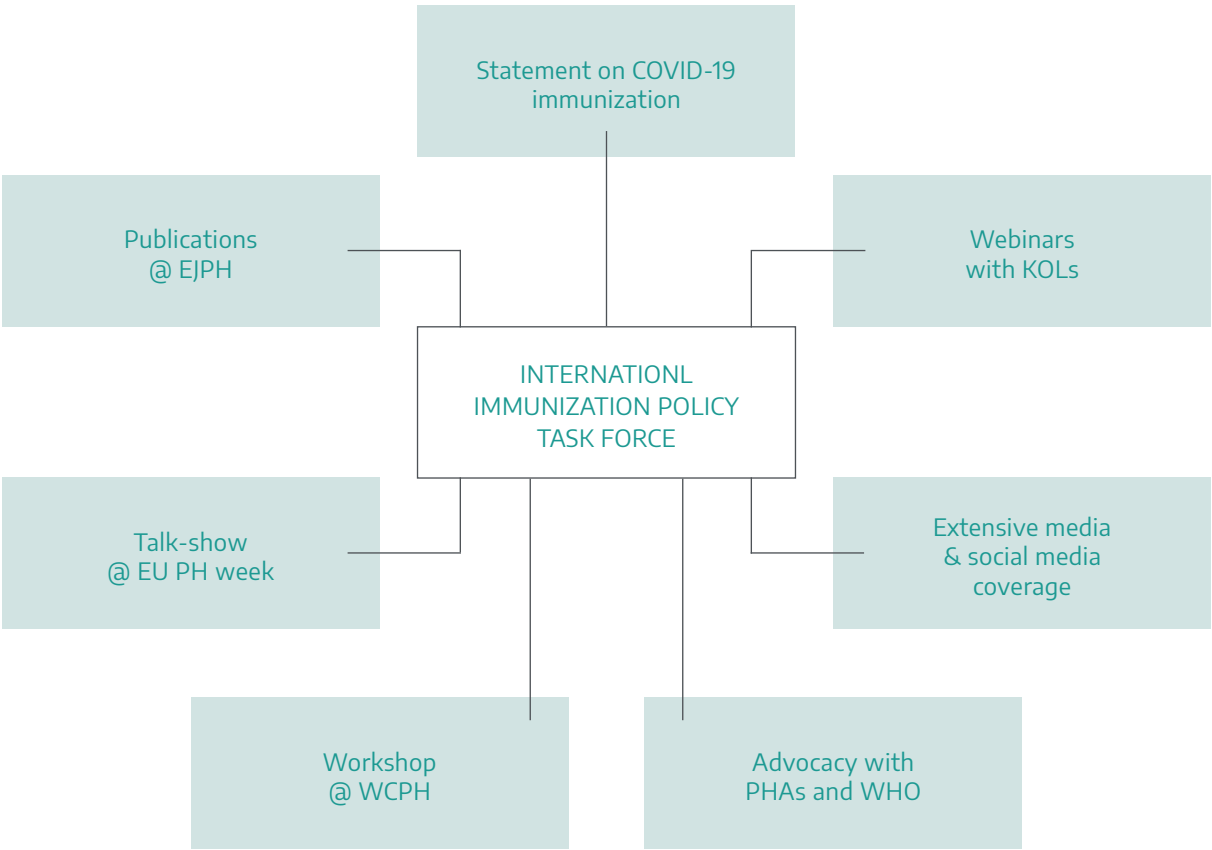 Statement on COVID-19
immunization
Publications
@ EJPH
Webinars
with KOLs
INTERNATIONL
IMMUNIZATION POLICY
TASK FORCE
Talk-show
@ EU PH week
Extensive media
& social media
coverage
Workshop
@ WCPH
Advocacy with
PHAs and WHO